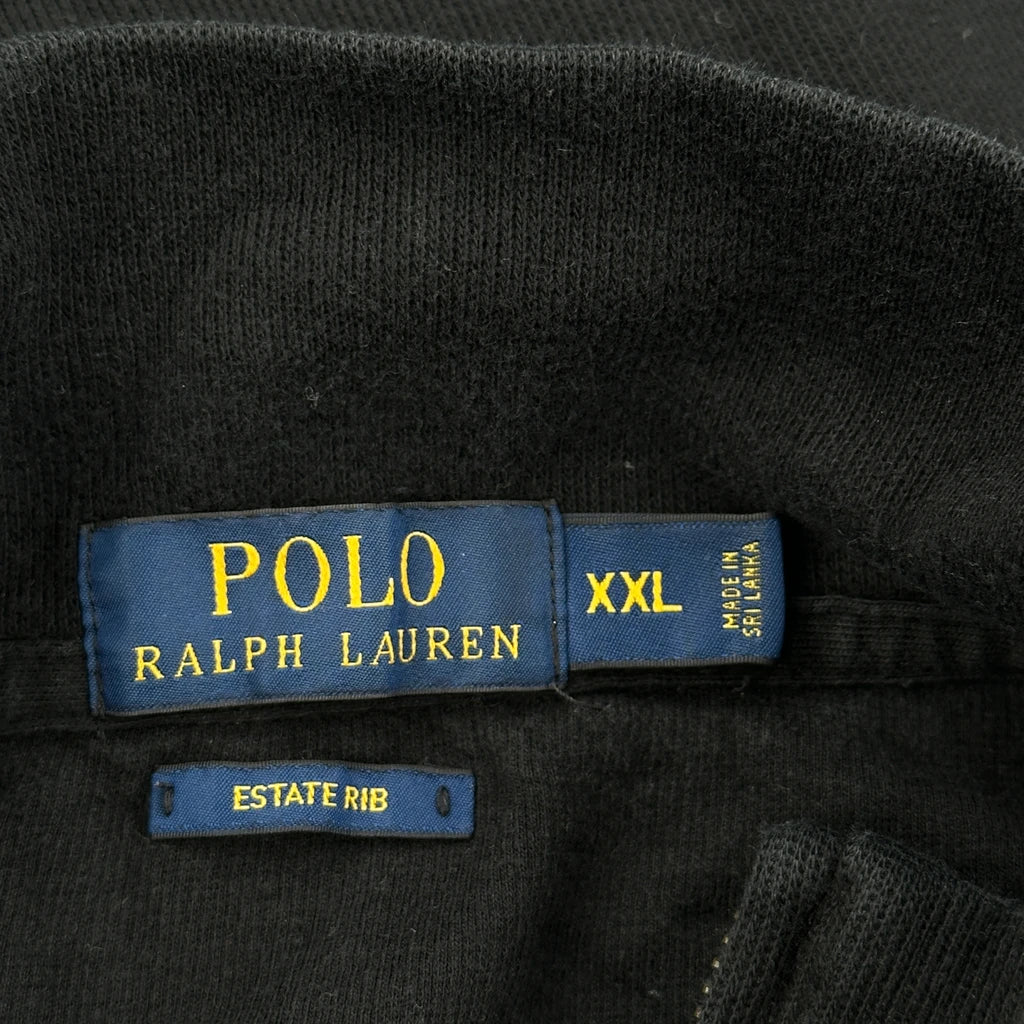 POLO
RALPH LAUREN
XXL
MADE IN
SRI LANKA
ESTATE RIB